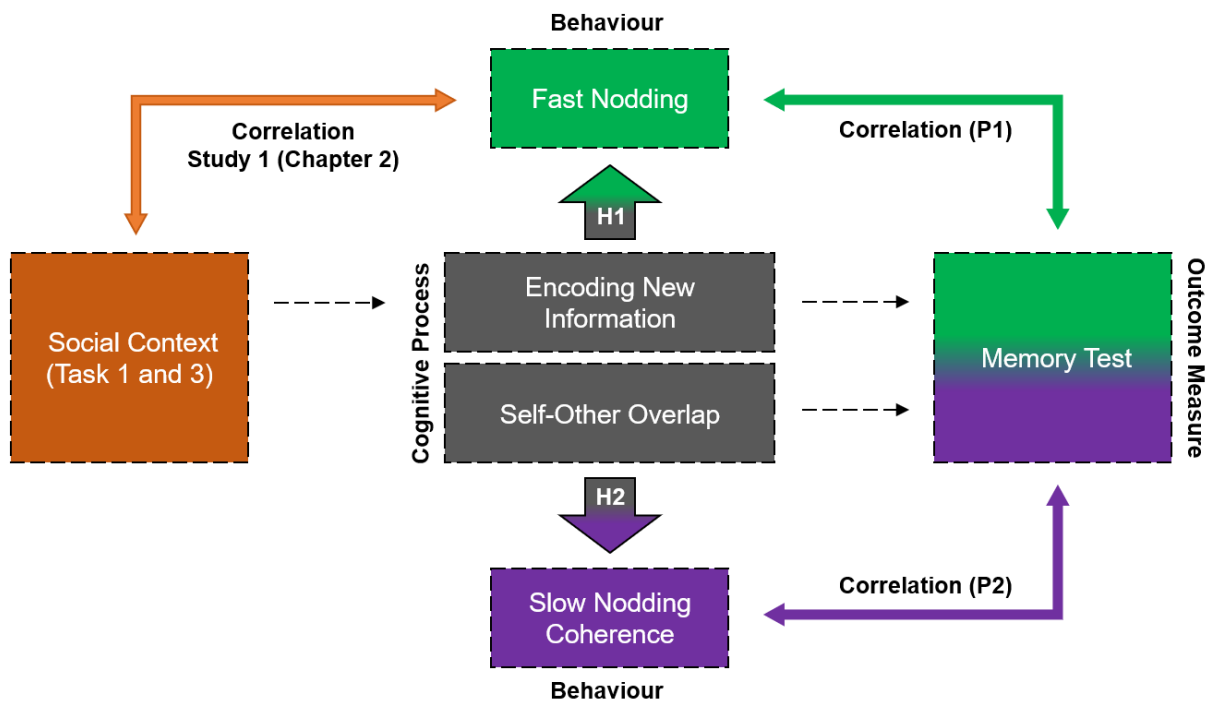 Behaviour
Fast Nodding
Correlation
Study 1 (Chapter 2)
Correlation (P1)
H1
Social Context
(Task 1 and 3)
Cognitive Process
Encoding New
Information
Self-Other Overlap
Memory Test
Outcome Measure
H2
Slow Nodding
Coherence
Correlation (P2)
Behaviour